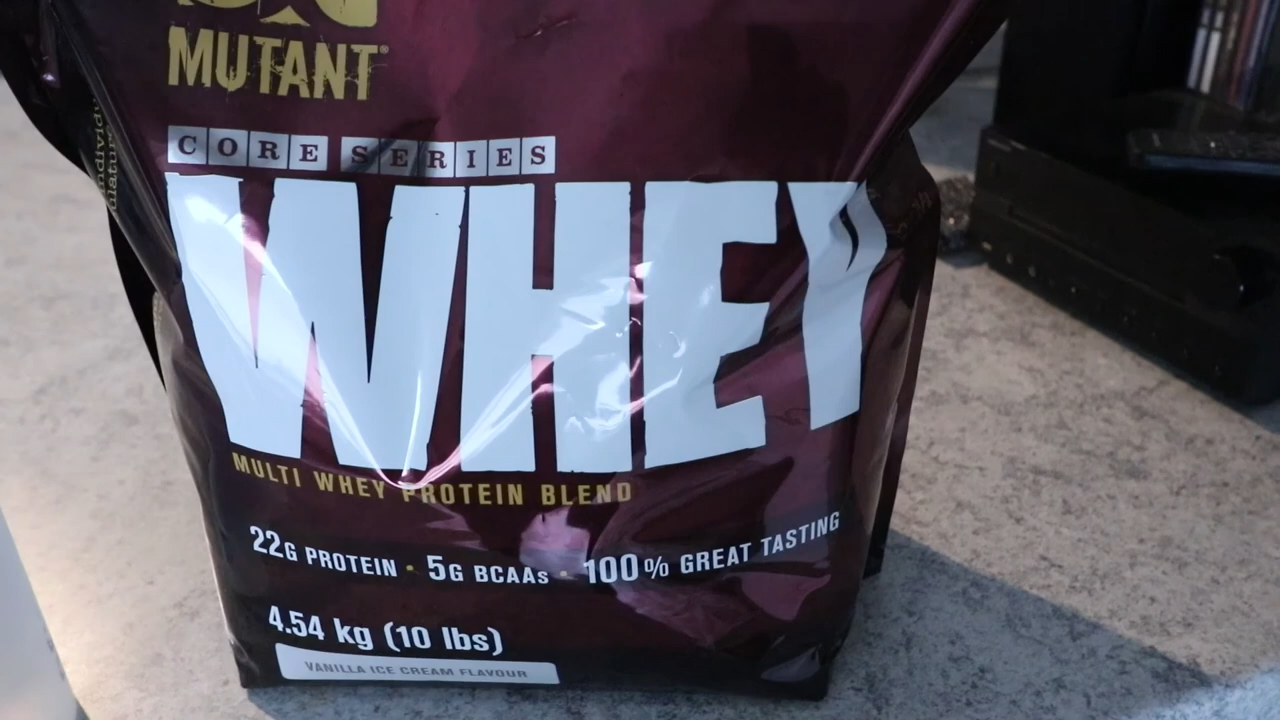 MUTANT®
CORE SERIES
WHEY
MULTI WHEY PROTEIN BLEND
22G PROTEIN • 5G BCAAs • 100% GREAT TASTING
4.54 kg (10 lbs)
VANILLA ICE CREAM FLAVOUR